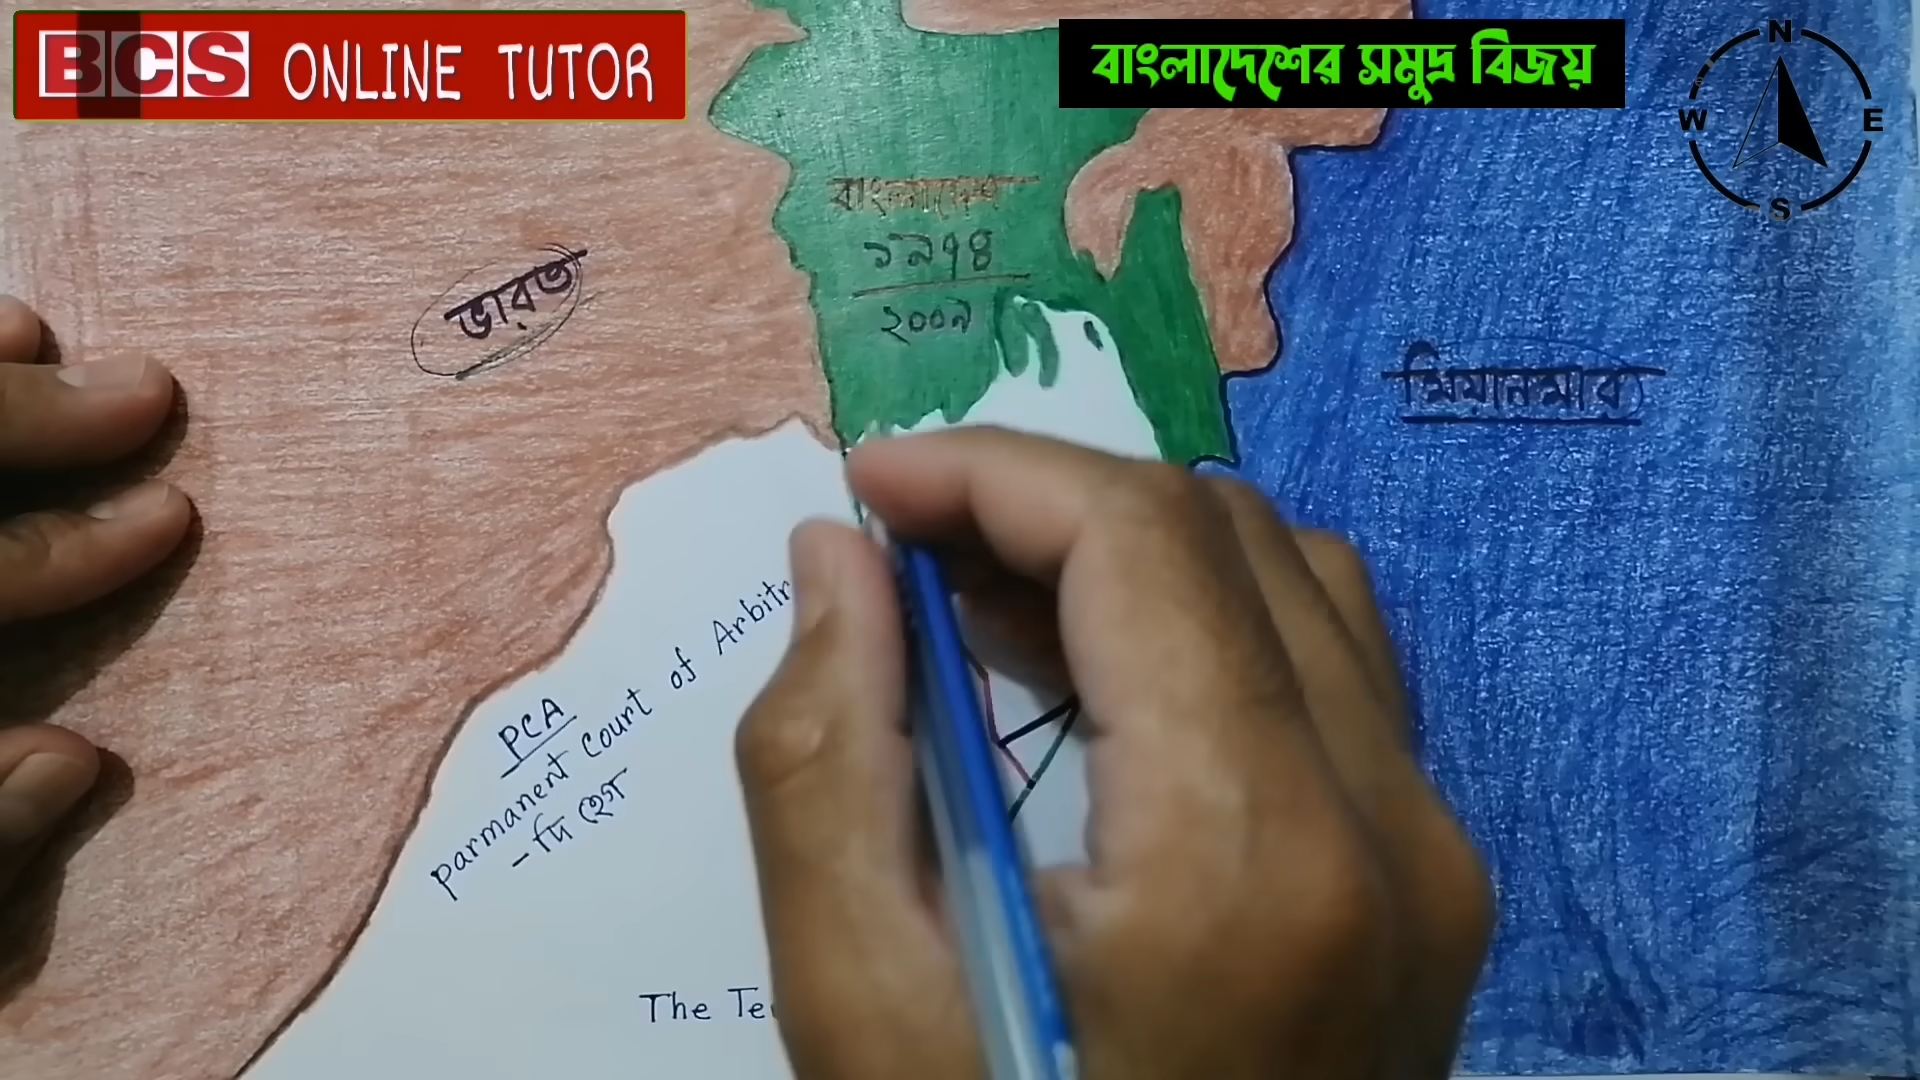 BCS ONLINE TUTOR
বাংলাদেশের সমুদ্র বিজয়
N
W E
S
বাংলাদেশ
১৯৭৪
২০০৯
ভারত
মিয়ানমার
PCA
parmanent Court of Arbitr
- দি হেগ
The Te